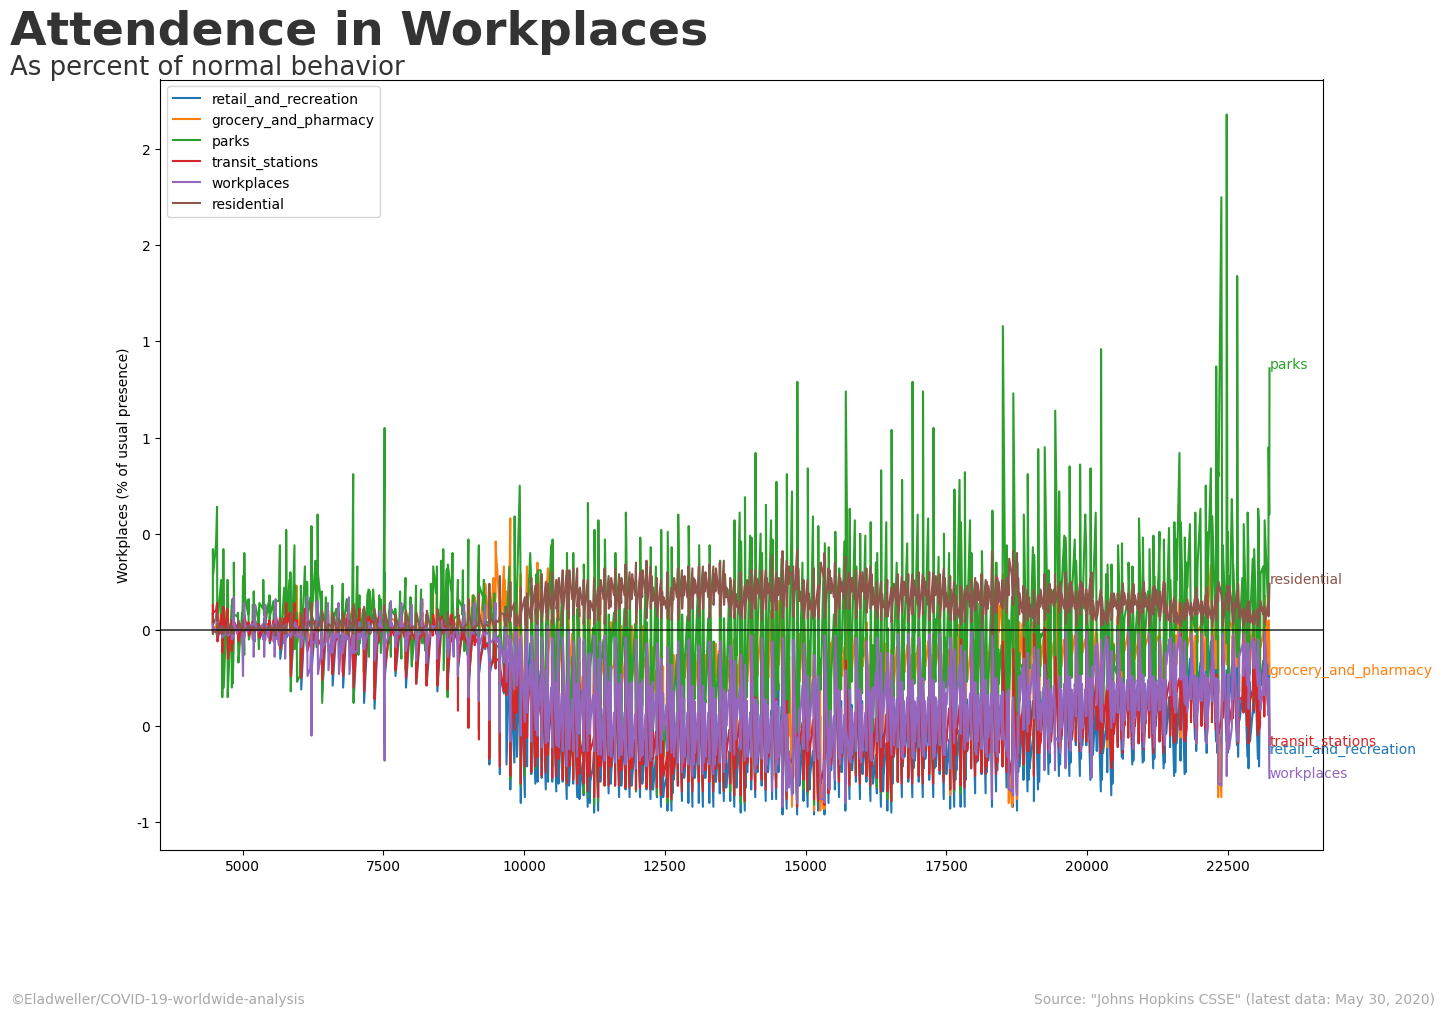 Attendence in Workplaces
As percent of normal behavior
retail_and_recreation
grocery_and_pharmacy
parks
transit_stations
workplaces
residential
Workplaces (% of usual presence)
2
2
1
1
0
0
0
-1
parks
residential
grocery_and_pharmacy
transit_stations
retail_and_recreation
workplaces
5000 7500 10000 12500 15000 17500 20000 22500
©Eladweller/COVID-19-worldwide-analysis
Source: "Johns Hopkins CSSE" (latest data: May 30, 2020)